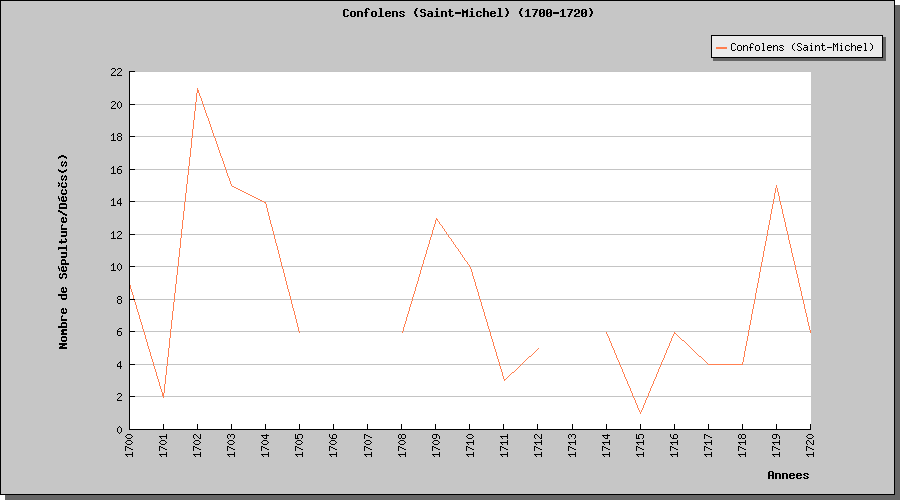 Confolens (Saint-Michel) (1700-1720)
Confolens (Saint-Michel)
Nombre de Sépulture/Décčs(s)
22
20
18
16
14
12
10
8
6
4
2
0
1700 1701 1702 1703 1704 1705 1706 1707 1708 1709 1710 1711 1712 1713 1714 1715 1716 1717 1718 1719 1720
Annees